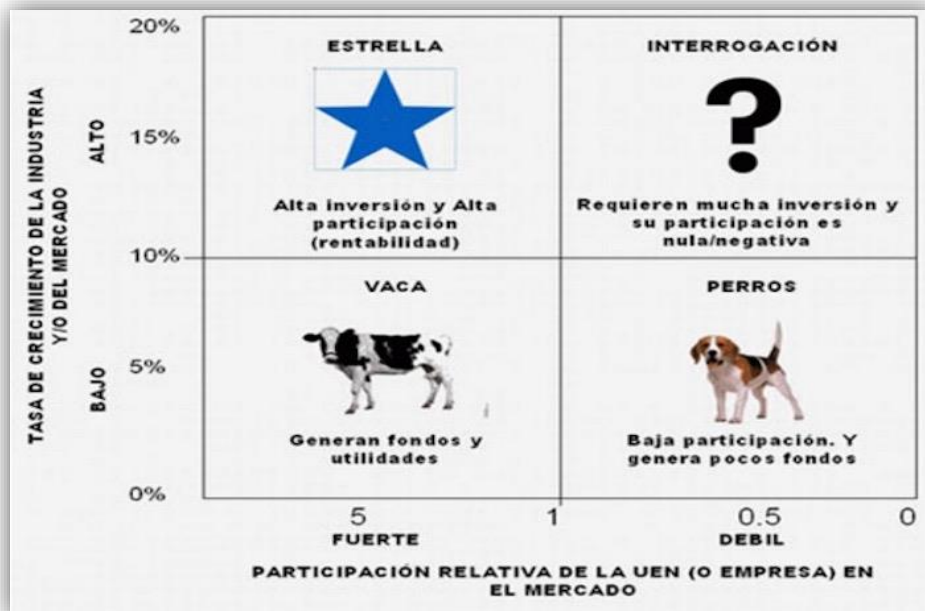 20%
ESTRELLA
INTERROGACIÓN
?
15%
Alta inversión y Alta
participación
(rentabilidad)
Requieren mucha inversión y
su participación es
nula/negativa
ALTO
TASA DE CRECIMIENTO DE LA INDUSTRIA
Y/O DEL MERCADO
10%
VACA
PERROS
5%
BAJO
Generan fondos y
utilidades
Baja participación. Y
genera pocos fondos
0%
5
1
0.5
0
FUERTE
DEBIL
PARTICIPACIÓN RELATIVA DE LA UEN (O EMPRESA) EN
EL MERCADO